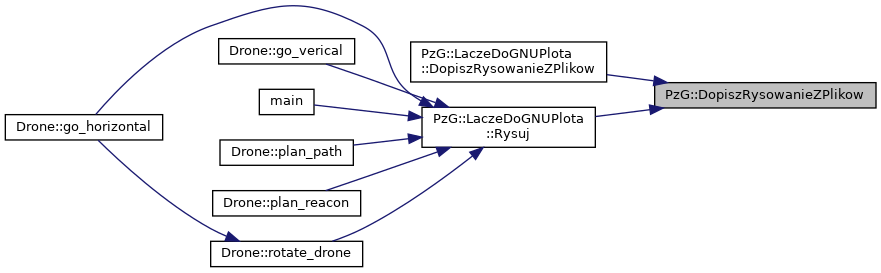 Drone::go_horizontal
Drone::go_verical
main
Drone::plan_path
Drone::plan_reacon
Drone::rotate_drone
PzG::LaczeDoGNUPlota
::DopiszRysowanieZPlikow
PzG::LaczeDoGNUPlota
::Rysuj
PzG::DopiszRysowanieZPlikow